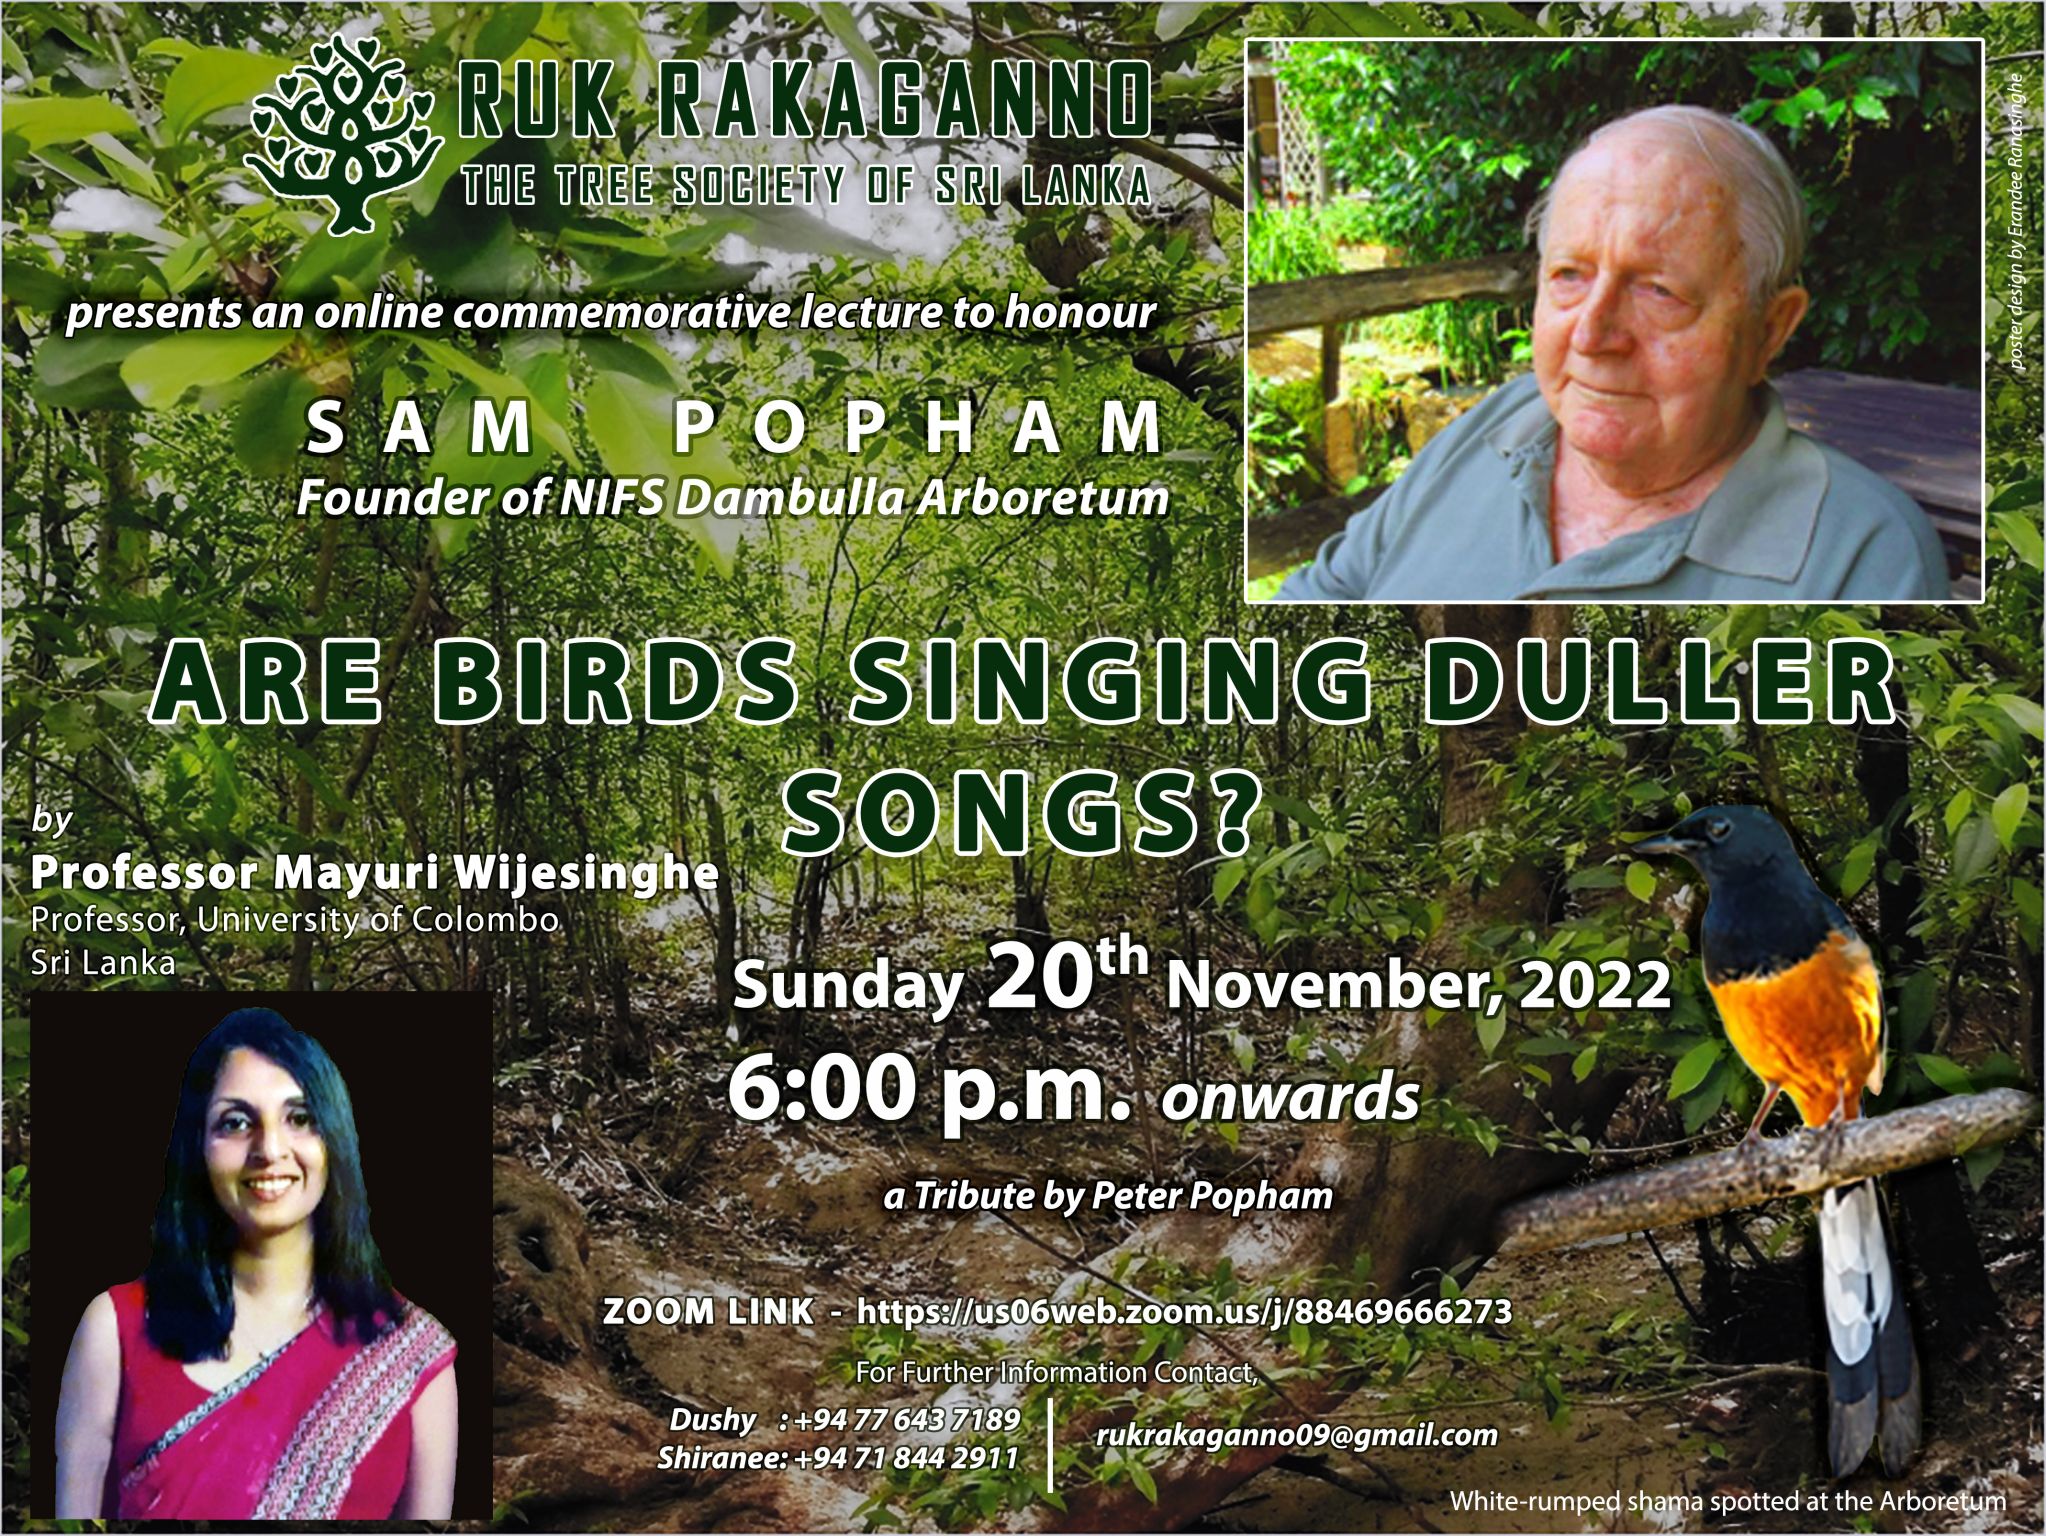 RUK RAKAGANNO
THE TREE SOCIETY OF SRI LANKA
presents an online commemorative lecture to honour
SAM POPHAM
Founder of NIFS Dambulla Arboretum
poster design by Erandee Ranasinghe
ARE BIRDS SINGING DULLER
SONGS?
by
Professor Mayuri Wijesinghe
Professor, University of Colombo
Sri Lanka
Sunday 20th November, 2022
6:00 p.m. onwards
a Tribute by Peter Popham
ZOOM LINK - https://us06web.zoom.us/j/88469666273
For Further Information Contact,
Dushy : +94 77 643 7189
Shiranee: +94 71 844 2911
rukrakaganno09@gmail.com
White-rumped shama spotted at the Arboretum